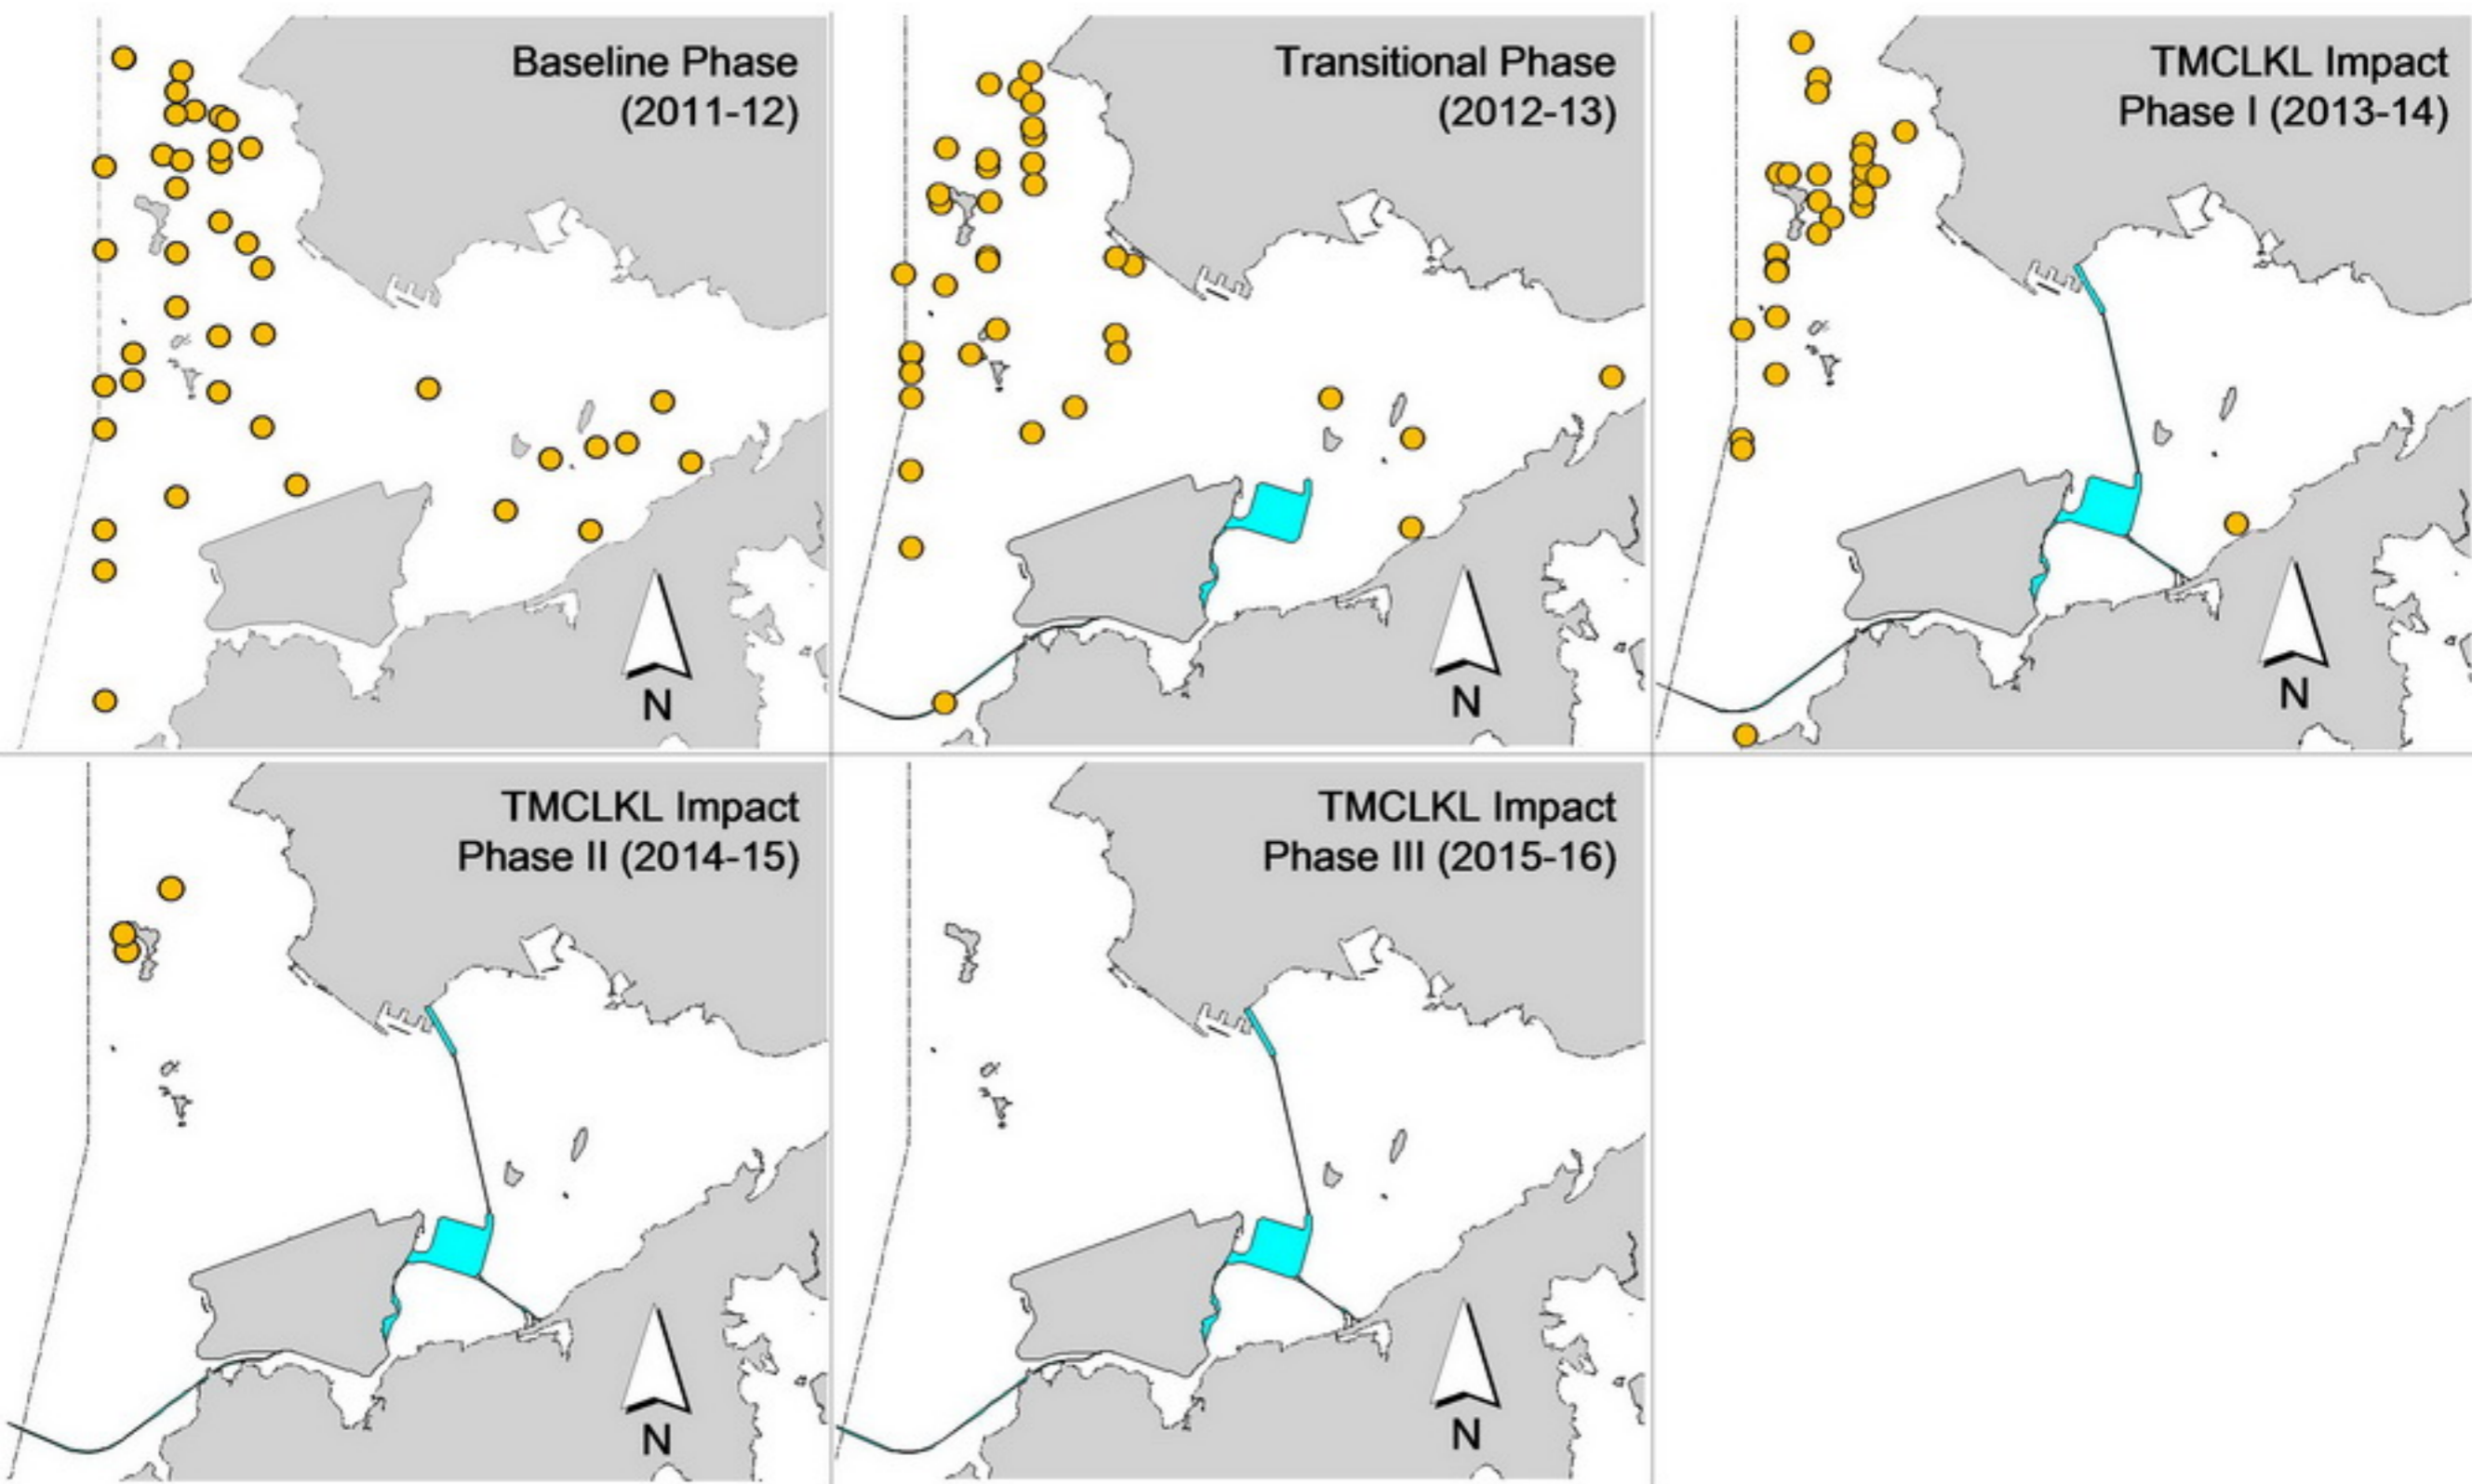 Baseline Phase
(2011-12)
N
Transitional Phase
(2012-13)
N
TMCLKL Impact
Phase I (2013-14)
N
TMCLKL Impact
Phase II (2014-15)
N
TMCLKL Impact
Phase III (2015-16)
N